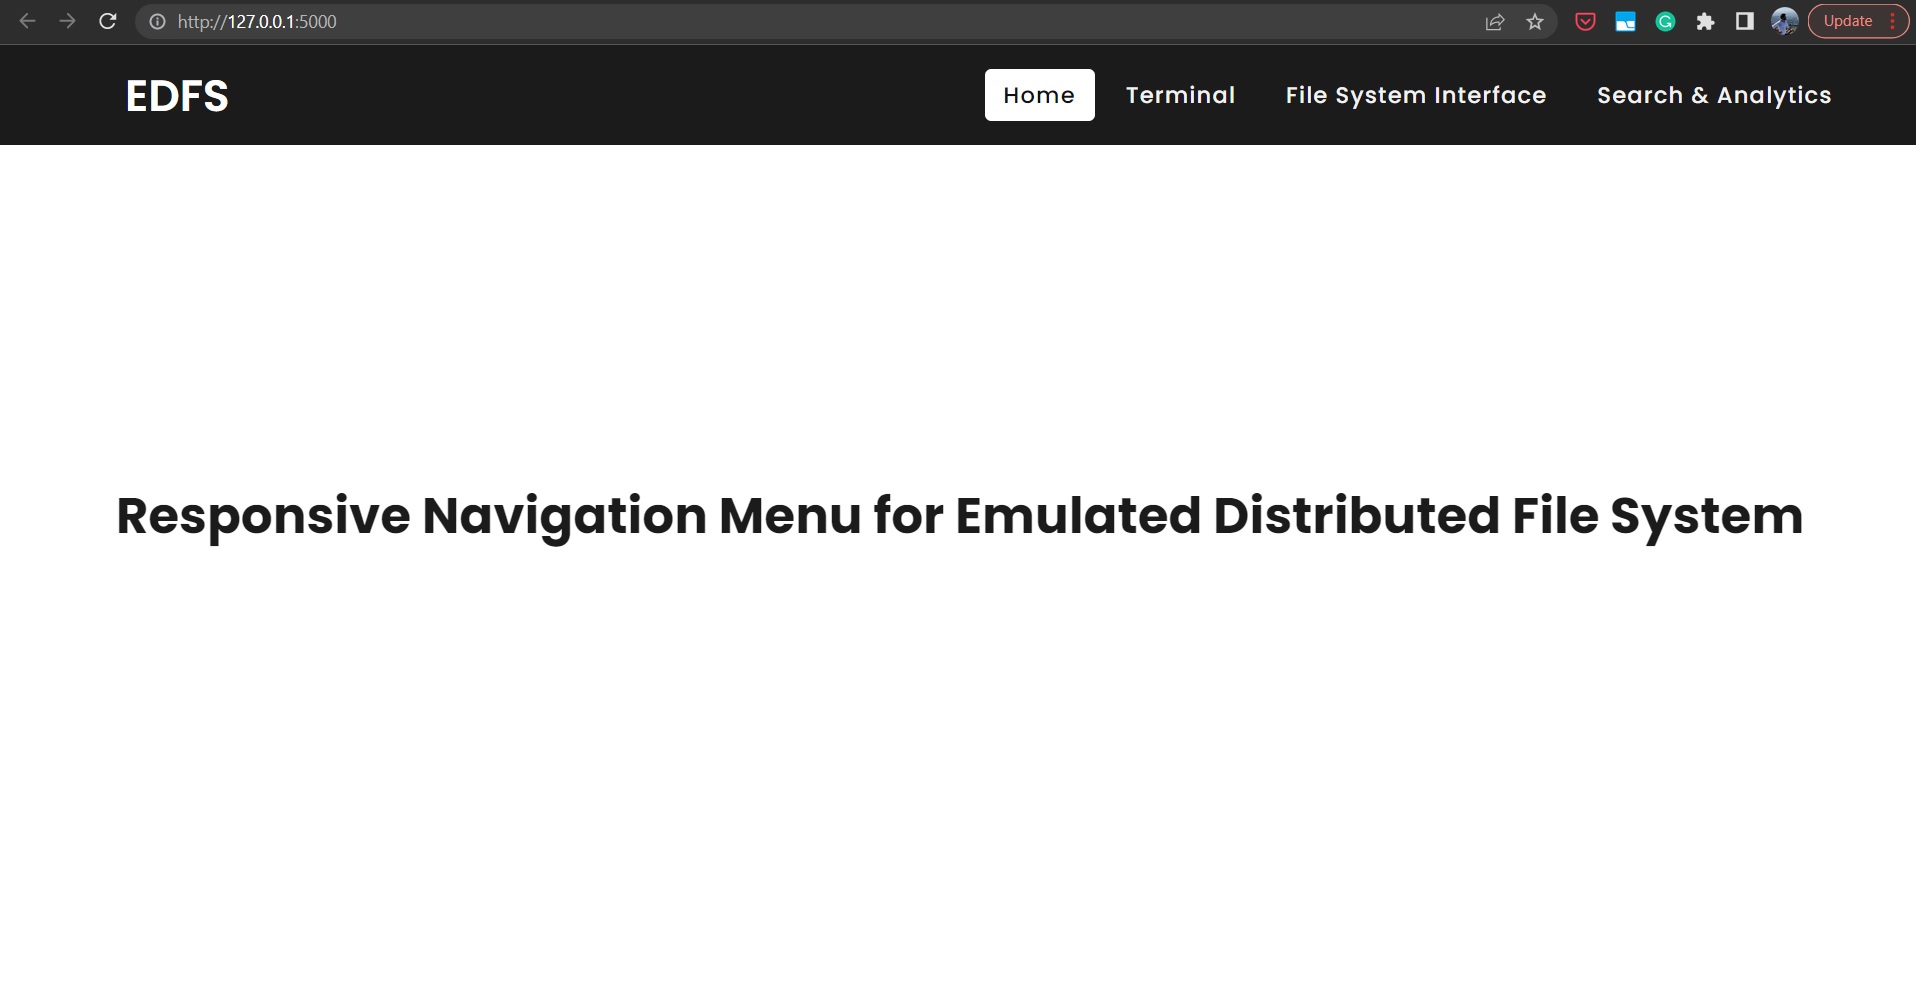 http://127.0.0.1:5000
Update
EDFS
Home
Terminal
File System Interface
Search & Analytics
Responsive Navigation Menu for Emulated Distributed File System